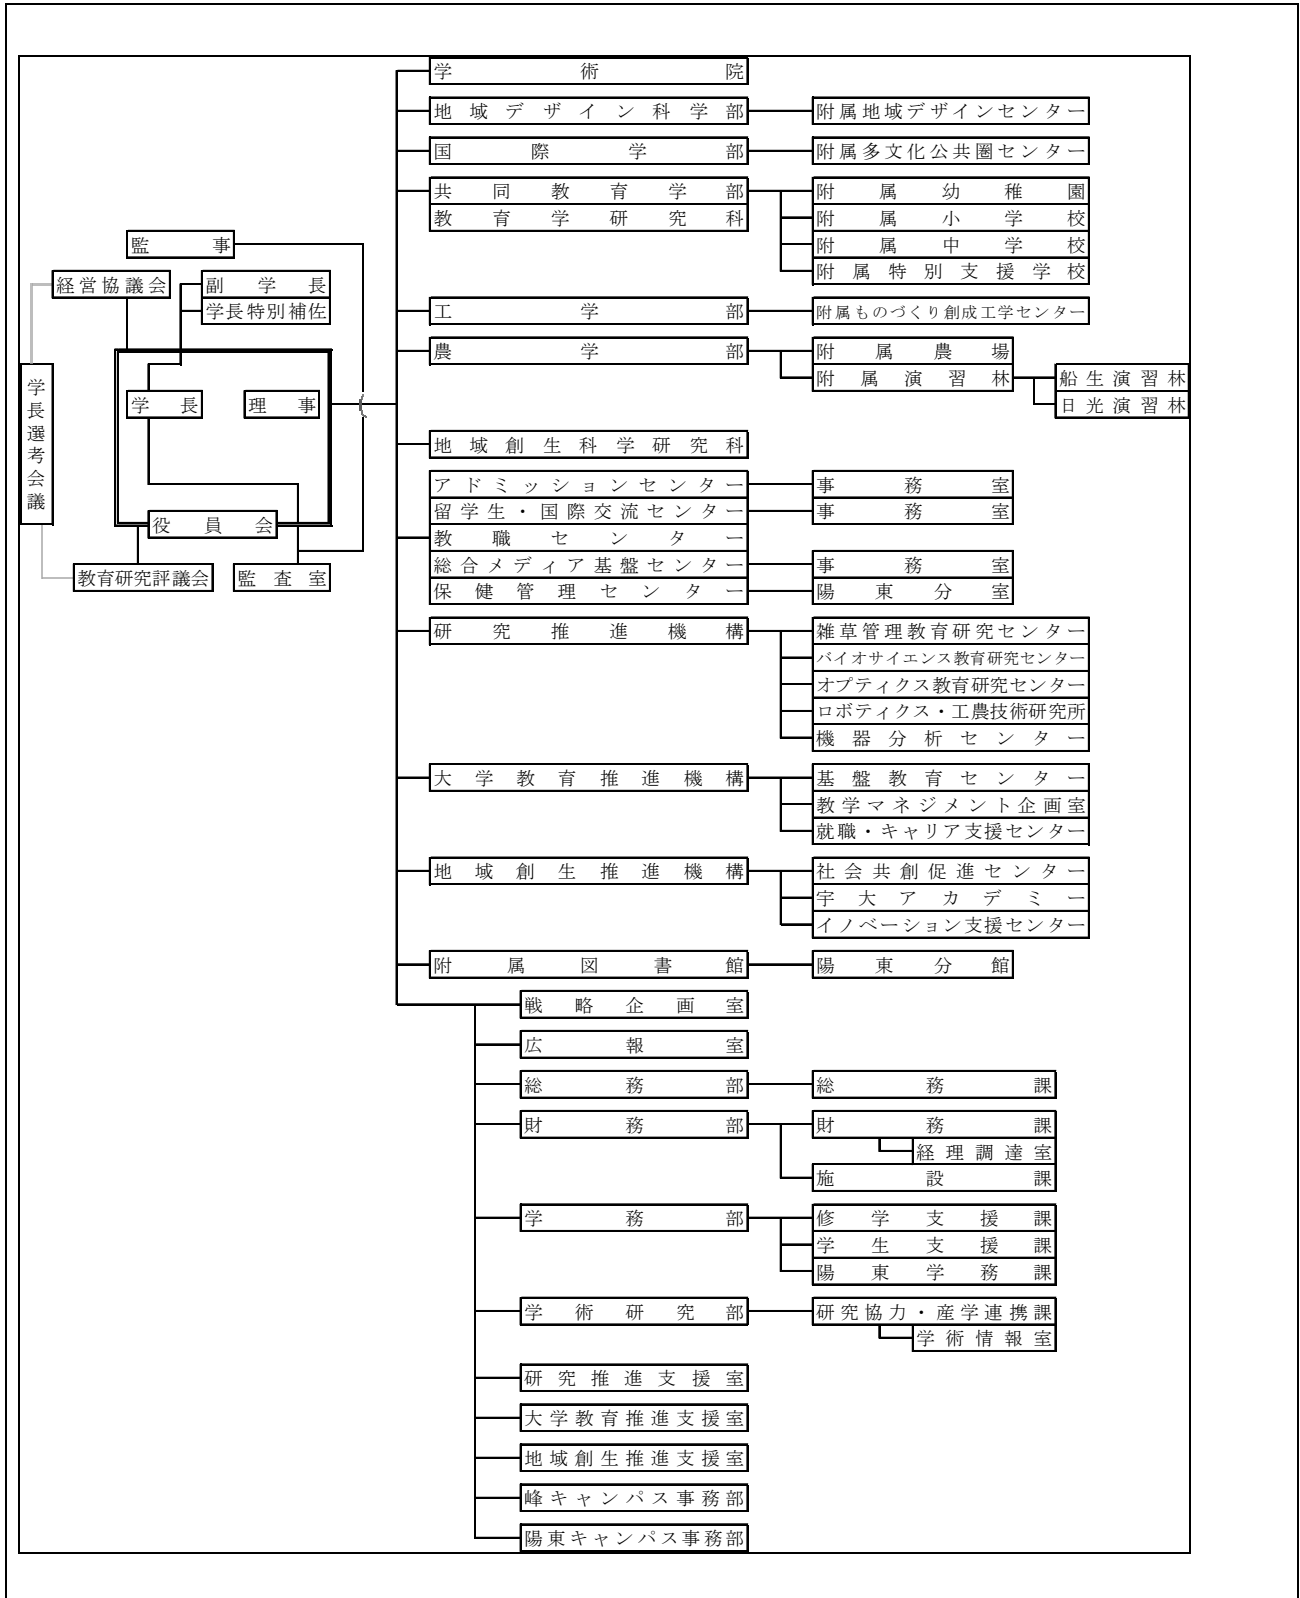 学術院
地域デザイン科学部
附属地域デザインセンター
国際学部
附属多文化公共圏センター
共同教育学部
附属幼稚園
教育学研究科
附属小学校
附属中学校
附属特別支援学校
監事
経営協議会
副学長
学長特別補佐
工学部
附属ものづくり創成工学センター
農学部
附属農場
附属演習林
船生演習林
日光演習林
学長選考会議
学長
理事
役員会
教育研究評議会
監査室
地域創生科学研究科
アドミッションセンター
事務室
留学生・国際交流センター
事務室
教職センター
総合メディア基盤センター
事務室
保健管理センター
陽東分室
研究推進機構
雑草管理教育研究センター
バイオサイエンス教育研究センター
オプティクス教育研究センター
ロボティクス・工農技術研究所
機器分析センター
大学教育推進機構
基盤教育センター
教学マネジメント企画室
就職・キャリア支援センター
地域創生推進機構
社会共創促進センター
宇大アカデミー
イノベーション支援センター
附属図書館
陽東分館
戦略企画室
広報室
総務部
総務課
財務部
財務課
経理調達室
施設課
学務部
修学支援課
学生支援課
陽東学務課
学術研究部
研究協力・産学連携課
学術情報室
研究推進支援室
大学教育推進支援室
地域創生推進支援室
峰キャンパス事務部
陽東キャンパス事務部